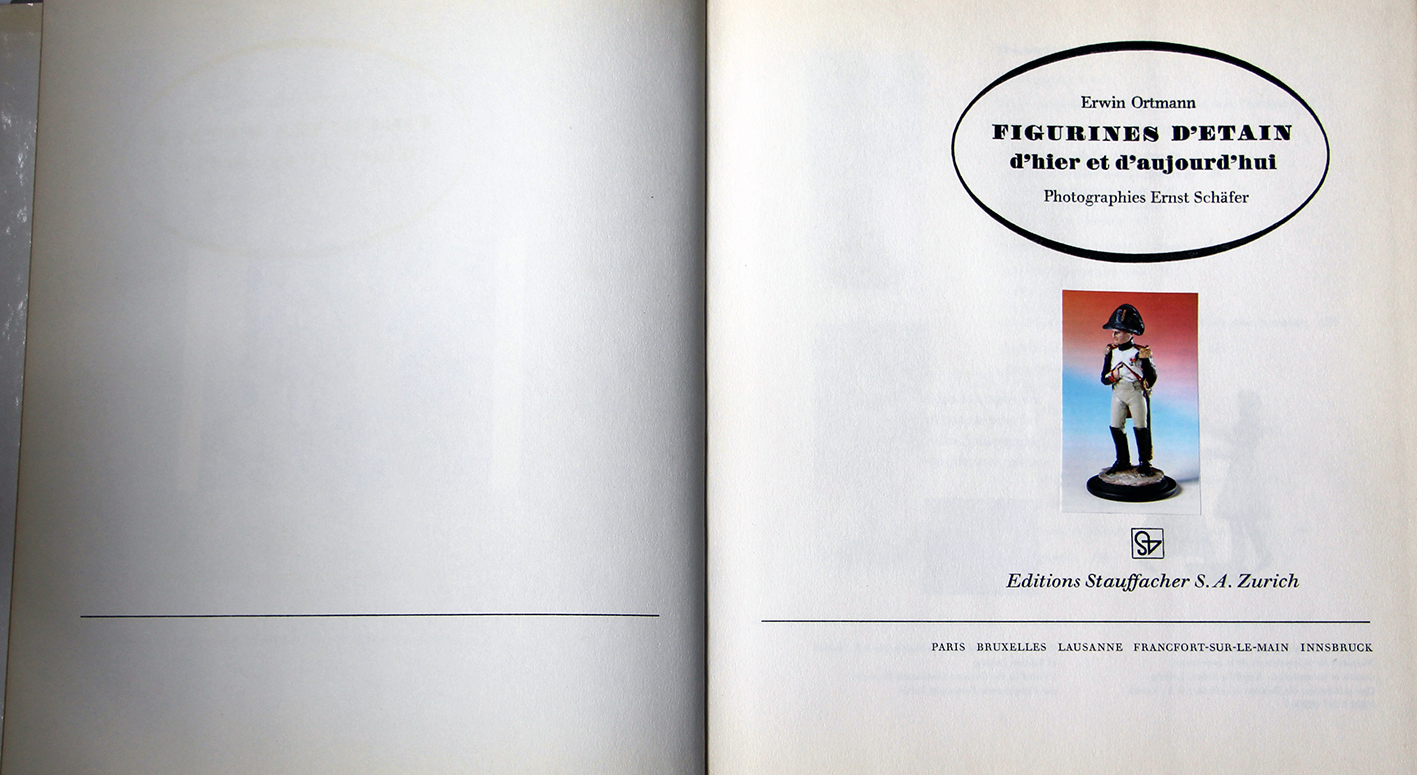 Erwin Ortmann
FIGURINES D'ETAIN
d'hier et d'aujourd'hui
Photographies Ernst Schäfer
Editions Stauffacher S. A. Zurich
PARIS BRUXELLES LAUSANNE FRANCFORT-SUR-LE-MAIN INNSBRUCK